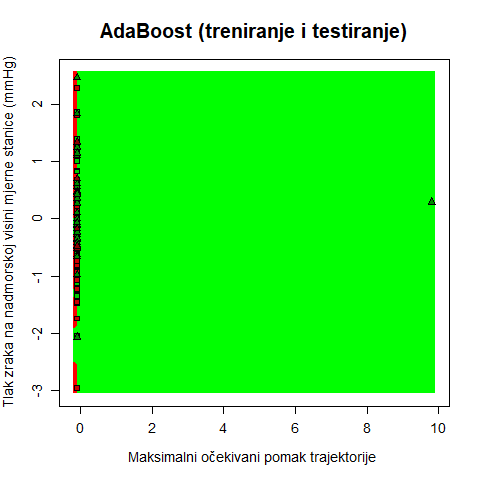 AdaBoost (treniranje i testiranje)
Tlak zraka na nadmorskoj visini mjerne stanice (mmHg)
2
1
0
-1
-2
-3
0 2 4 6 8 10
Maksimalni očekivani pomak trajektorije